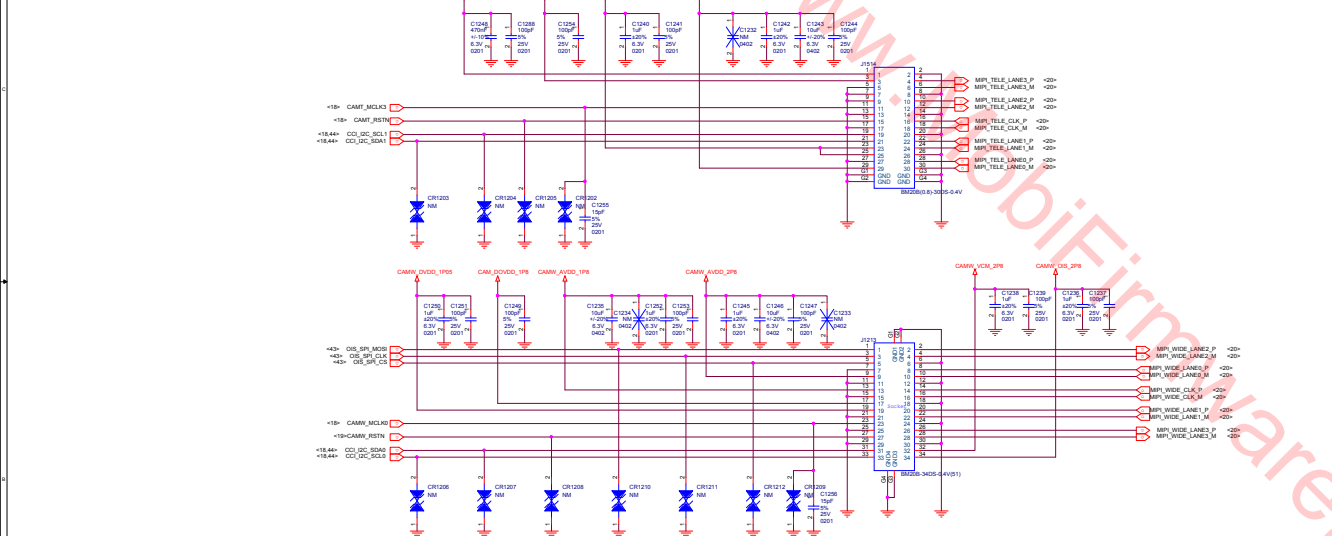 C1248
470nF
+/-10%
6.3V
0201
C1288
100pF
5%
25V
0201
C1254
100pF
5%
25V
0201
C1240
1uF
±20%
6.3V
0201
C1241
100pF
5%
25V
0201
C1232
NM
0402
C1242
1uF
±20%
6.3V
0201
C1243
10uF
+/-20%
6.3V
0402
C1244
100pF
5%
25V
0201
J1514
MIPI_TELE_LANE3_P <20>
MIPI_TELE_LANE3_M <20>
MIPI_TELE_LANE2_P <20>
MIPI_TELE_LANE2_M <20>
MIPI_TELE_CLK_P <20>
MIPI_TELE_CLK_M <20>
MIPI_TELE_LANE1_P <20>
MIPI_TELE_LANE1_M <20>
MIPI_TELE_LANE0_P <20>
MIPI_TELE_LANE0_M <20>
<18> CAMT_MCLK3
<18> CAMT_RSTN
<18,44> CCI_I2C_SCL1
<18,44> CCI_I2C_SDA1
GND GND
GND GND
BM20B(0.8)-30DS-0.4V
CR1203
NM
CR1204
NM
CR1205
NM
CR1202
NM
C1255
15pF
5%
25V
0201
CAMW_DVDD_1P05
CAM_DOVDD_1P8
CAMW_AVDD_1P8
CAMW_AVDD_2P8
CAMW_VCM_2P8
CAMW_OIS_2P8
C1250
1uF
±20%
6.3V
0201
C1251
100pF
5%
25V
0201
C1249
100pF
5%
25V
0201
C1235
10uF
+/-20%
6.3V
0402
C1234
NM
0402
C1252
1uF
±20%
6.3V
0201
C1253
100pF
5%
25V
0201
C1245
1uF
±20%
6.3V
0201
C1246
10uF
+/-20%
6.3V
0402
C1247
100pF
5%
25V
0201
C1233
NM
0402
C1238
1uF
±20%
6.3V
0201
C1239
100pF
5%
25V
0201
C1236
1uF
±20%
6.3V
0201
C1237
100pF
5%
25V
0201
<43> OIS_SPI_MOSI
<43> OIS_SPI_CLK
<43> OIS_SPI_CS
<18> CAMW_MCLK0
<19>CAMW_RSTN
<18,44> CCI_I2C_SDA0
<18,44> CCI_I2C_SCL0
J1213
Socket
BM20B-34DS-0.4V(51)
MIPI_WIDE_LANE2_P <20>
MIPI_WIDE_LANE2_M <20>
MIPI_WIDE_LANE0_P <20>
MIPI_WIDE_LANE0_M <20>
MIPI_WIDE_CLK_P <20>
MIPI_WIDE_CLK_M <20>
MIPI_WIDE_LANE1_P <20>
MIPI_WIDE_LANE1_M <20>
MIPI_WIDE_LANE3_P <20>
MIPI_WIDE_LANE3_M <20>
CR1206
NM
CR1207
NM
CR1208
NM
CR1210
NM
CR1211
NM
CR1212
NM
CR1209
NM
C1256
15pF
5%
25V
0201